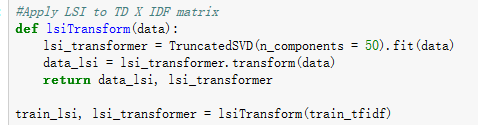 #Apply LSI to TD X IDF matrix
def lsiTransform(data):
    lsi_transformer = TruncatedSVD(n_components = 50).fit(data)
    data_lsi = lsi_transformer.transform(data)
    return data_lsi, lsi_transformer

train_lsi, lsi_transformer = lsiTransform(train_tfidf)